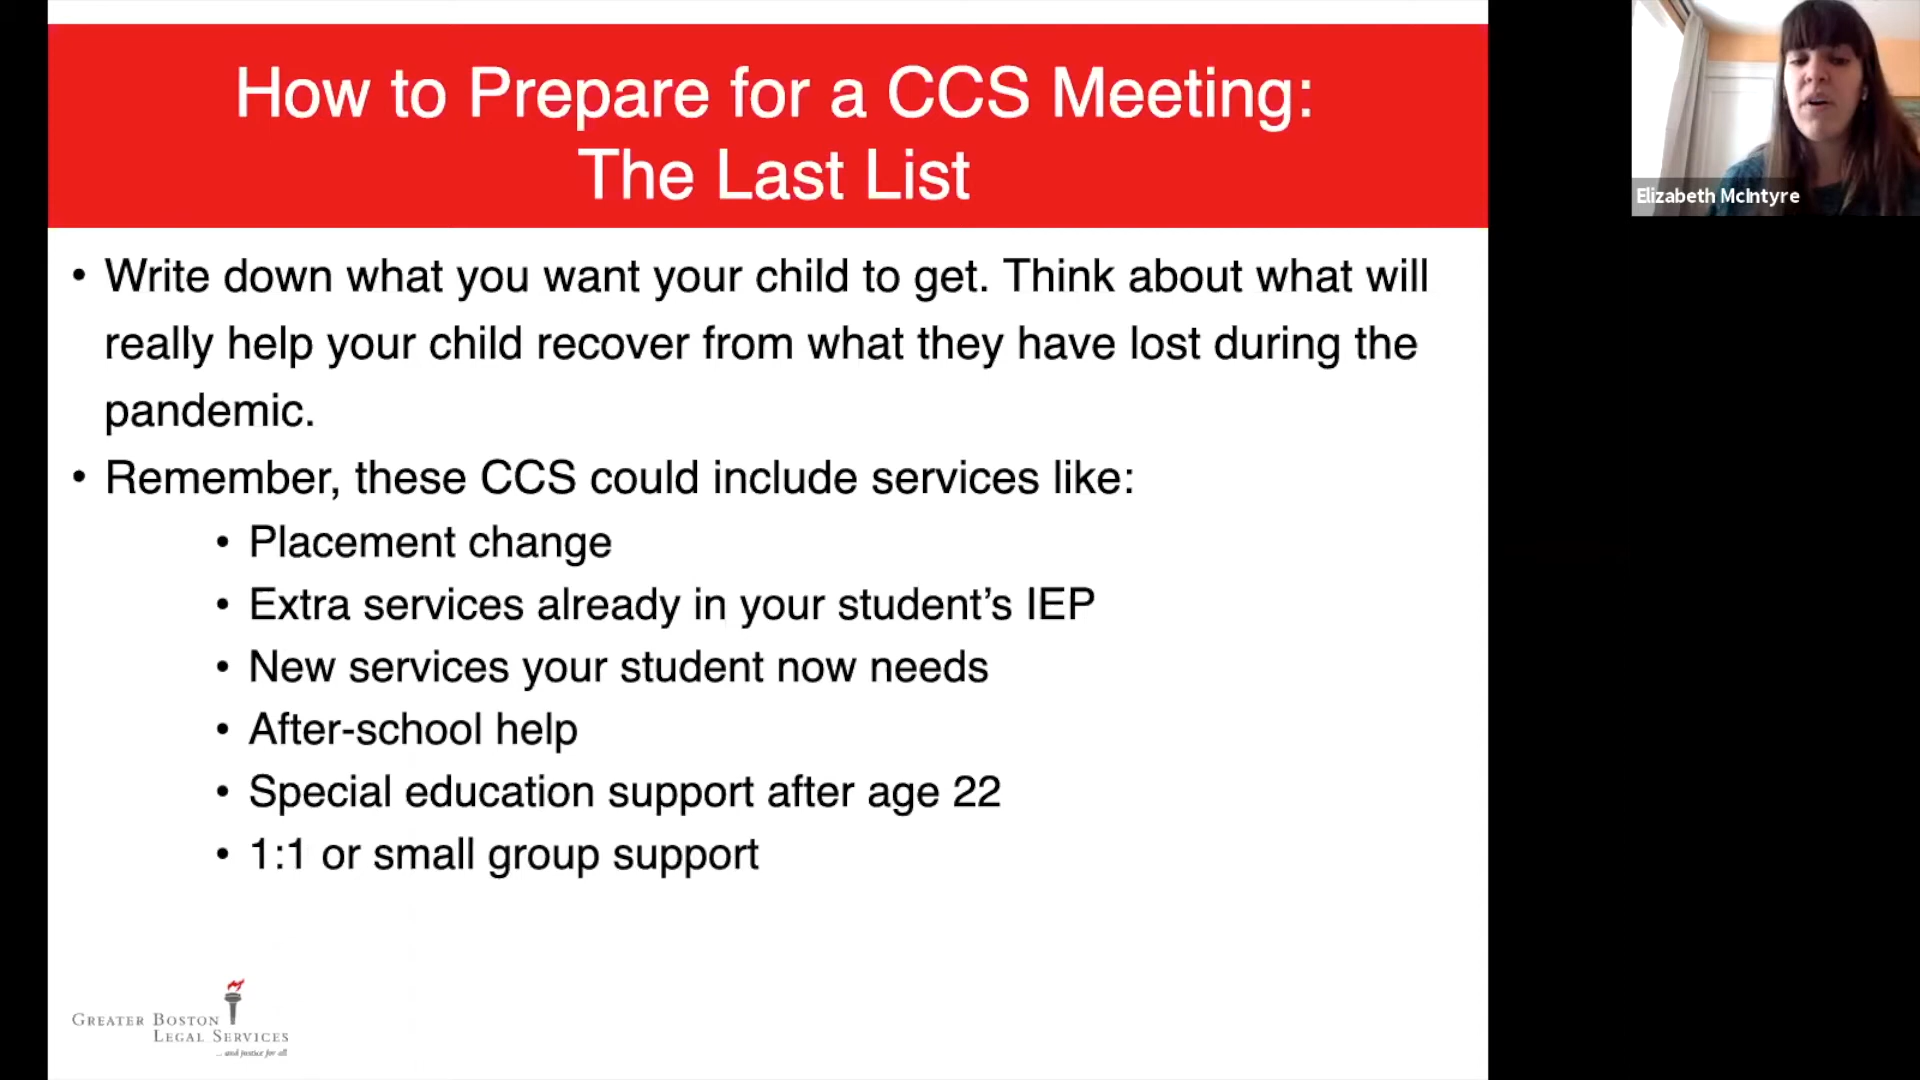 How to Prepare for a CCS Meeting:
The Last List
• Write down what you want your child to get. Think about what will
really help your child recover from what they have lost during the
pandemic.
• Remember, these CCS could include services like:
• Placement change
• Extra services already in your student’s IEP
• New services your student now needs
• After-school help
• Special education support after age 22
• 1:1 or small group support
GREATER BOSTON
LEGAL SERVICES
... and justice for all
Elizabeth McIntyre